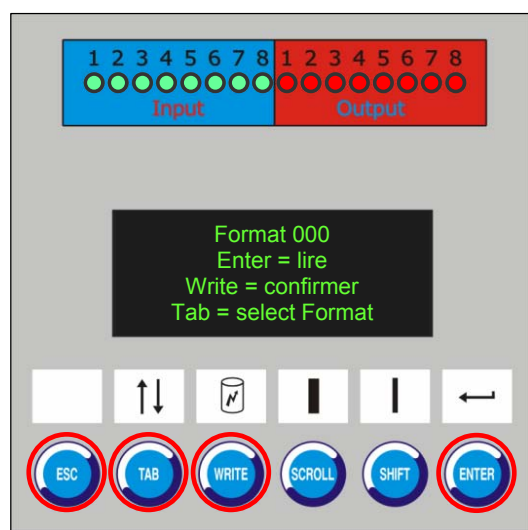 1 2 3 4 5 6 7 8 1 2 3 4 5 6 7 8
Input Output
Format 000
Enter = lire
Write = confirmer
Tab = select Format
ESC TAB WRITE SCROLL SHIFT ENTER